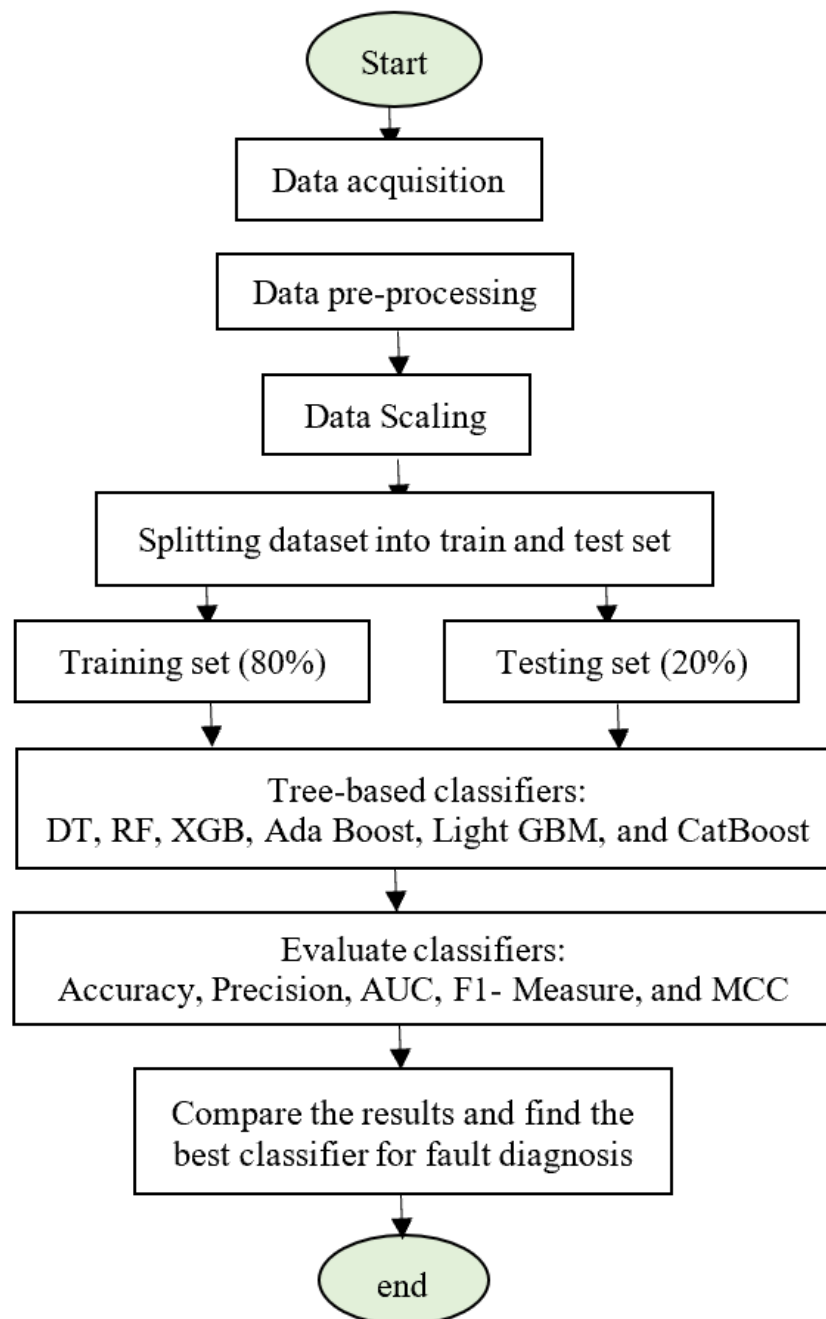 Start
Data acquisition
Data pre-processing
Data Scaling
Splitting dataset into train and test set
Training set (80%)
Testing set (20%)
Tree-based classifiers:
DT, RF, XGB, Ada Boost, Light GBM, and CatBoost
Evaluate classifiers:
Accuracy, Precision, AUC, F1- Measure, and MCC
Compare the results and find the
best classifier for fault diagnosis
end